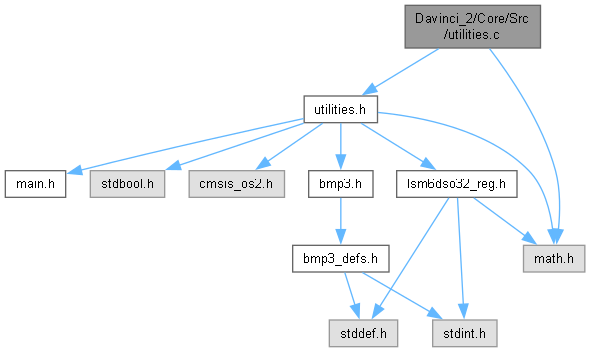 Davinci_2/Core/Src
/utilities.c
utilities.h
main.h
stdbool.h
cmsis_os2.h
bmp3.h
lsm6dso32_reg.h
bmp3_defs.h
math.h
stddef.h
stdint.h